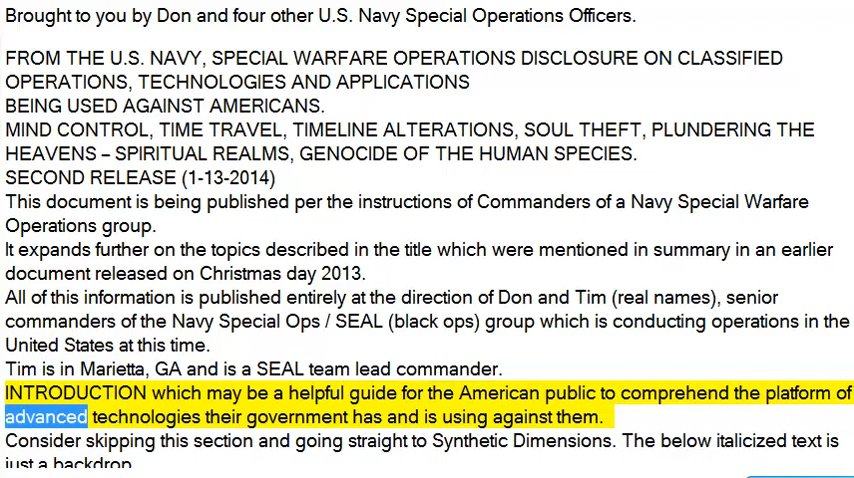 Brought to you by Don and four other U.S. Navy Special Operations Officers.
FROM THE U.S. NAVY, SPECIAL WARFARE OPERATIONS DISCLOSURE ON CLASSIFIED
OPERATIONS, TECHNOLOGIES AND APPLICATIONS
BEING USED AGAINST AMERICANS.
MIND CONTROL, TIME TRAVEL, TIMELINE ALTERATIONS, SOUL THEFT, PLUNDERING THE
HEAVENS – SPIRITUAL REALMS, GENOCIDE OF THE HUMAN SPECIES.
SECOND RELEASE (1-13-2014)
This document is being published per the instructions of Commanders of a Navy Special Warfare
Operations group.
It expands further on the topics described in the title which were mentioned in summary in an earlier
document released on Christmas day 2013.
All of this information is published entirely at the direction of Don and Tim (real names), senior
commanders of the Navy Special Ops / SEAL (black ops) group which is conducting operations in the
United States at this time.
Tim is in Marietta, GA and is a SEAL team lead commander.
INTRODUCTION which may be a helpful guide for the American public to comprehend the platform of
advanced technologies their government has and is using against them.
Consider skipping this section and going straight to Synthetic Dimensions. The below italicized text is
just a backdrop